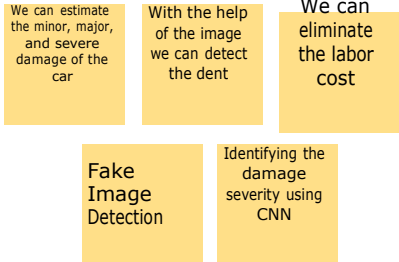 We can estimate
the minor, major,
and severe
damage of the
car
With the help
of the image
we can detect
the dent
We can
eliminate
the labor
cost
Fake
Image
Detection
Identifying the
damage
severity using
CNN